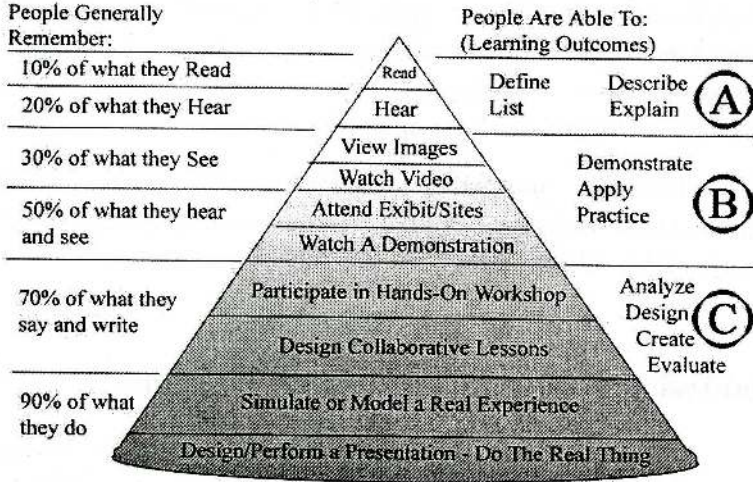 People Generally
Remember:
10% of what they Read
20% of what they Hear
30% of what they See
50% of what they hear
and see
70% of what they
say and write
90% of what
they do
Read
Hear
View Images
Watch Video
Attend Exibit/Sites
Watch A Demonstration
Participate in Hands-On Workshop
Design Collaborative Lessons
Simulate or Model a Real Experience
Design/Perform a Presentation - Do The Real Thing
People Are Able To:
(Learning Outcomes)
Define Describe
List Explain
A
Demonstrate
Apply
Practice
B
Analyze
Design
Create
Evaluate
C